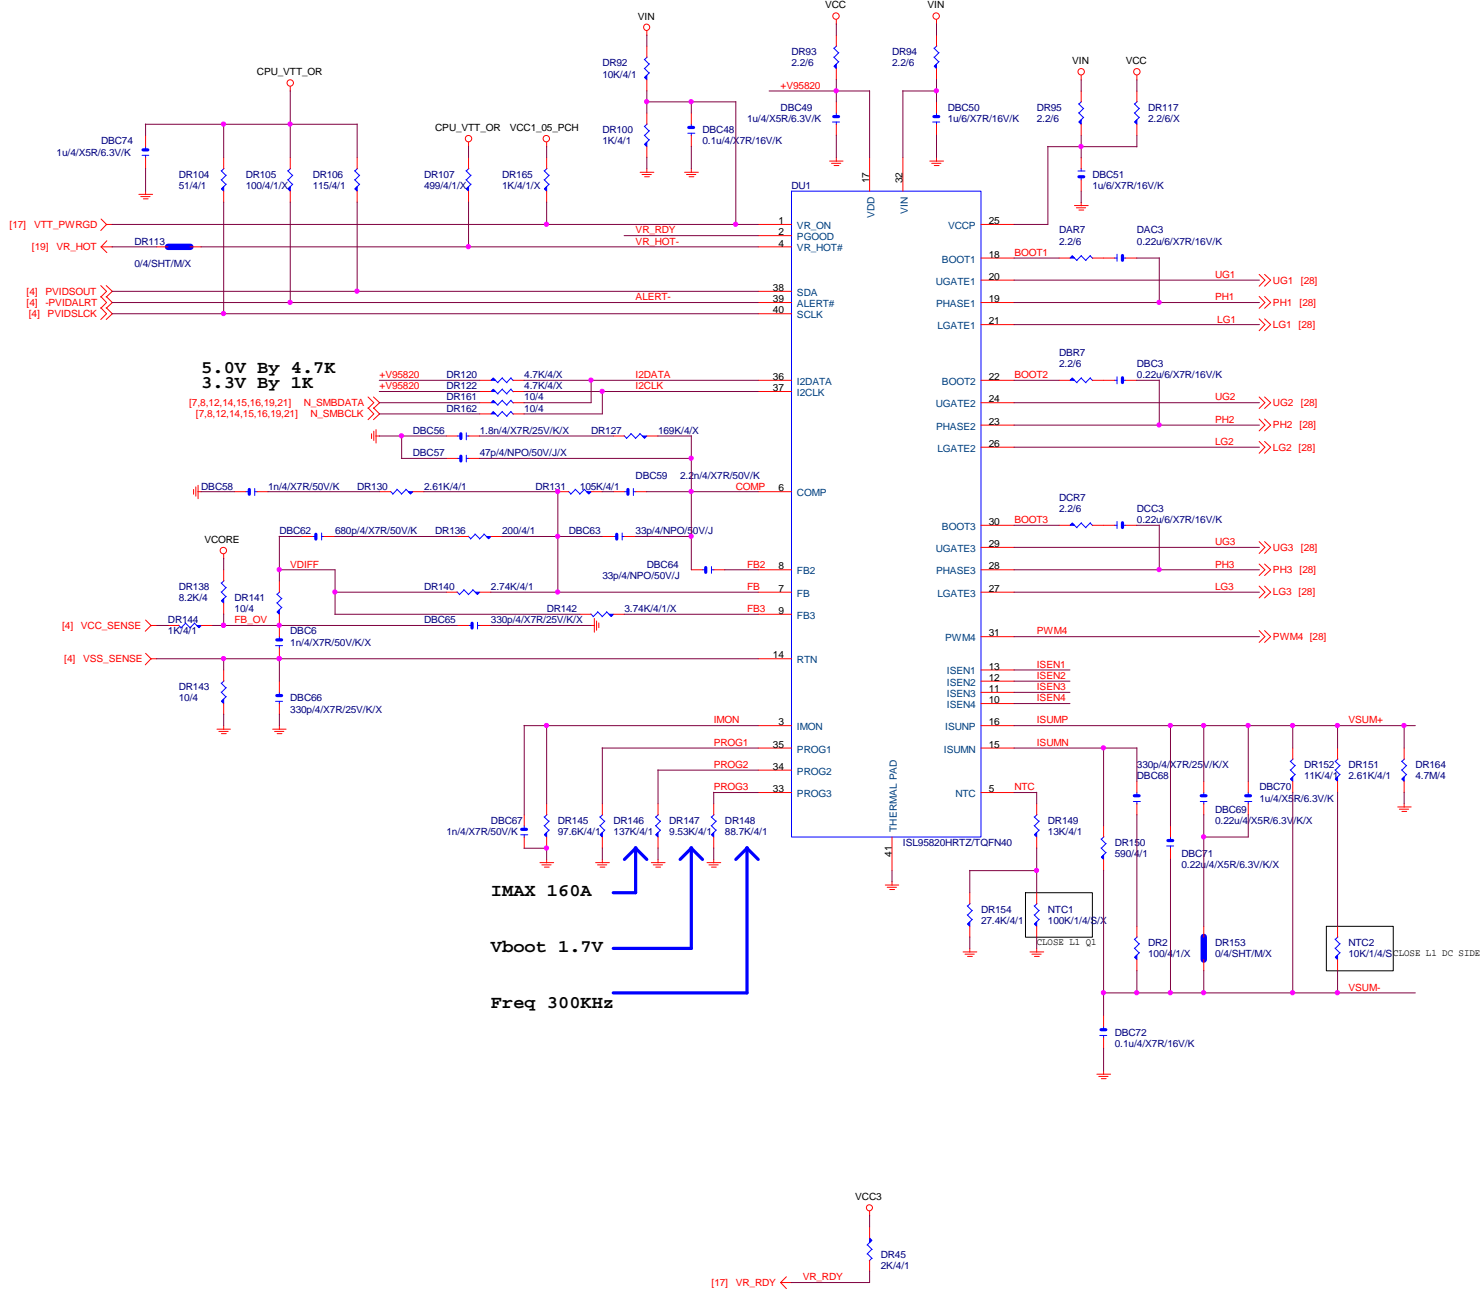 VIN
VCC
VIN
DR92
10K/4/1
DR93
2.2/6
DR94
2.2/6
CPU_VTT_OR
VIN
VCC
+V95820
DBC49
1u/4/X5R/6.3V/K
DBC50
1u/6/X7R/16V/K
DR95
2.2/6
DR117
2.2/6/X
DBC74
1u/4/X5R/6.3V/K
CPU_VTT_OR
VCC1_05_PCH
DR100
1K/4/1
DBC48
0.1u/4/X7R/16V/K
DR104
51/4/1
DR105
100/4/1/X
DR106
115/4/1
DR107
499/4/1/X
DR165
1K/4/1/X
DBC51
1u/6/X7R/16V/K
DU1
17
32
VDD
VIN
[17] VTT_PWRGD
1
VR_ON
VR_RDY
2
PGOOD
[19] VR_HOT
DR113
0/4/SHT/M/X
VR_HOT-
4
VR_HOT#
VCCP
25
DAR7
2.2/6
DAC3
0.22u/6/X7R/16V/K
BOOT1
18
BOOT1
UGATE1
20
UG1
UG1 [28]
[4] PVIDSOUT
38
SDA
[4] -PVIDALRT
ALERT-
39
ALERT#
[4] PVIDSLCK
40
SCLK
PHASE1
19
PH1
PH1 [28]
LGATE1
21
LG1
LG1 [28]
5.0V By 4.7K
3.3V By 1K
+V95820
DR120
4.7K/4/X
I2DATA
36
I2DATA
+V95820
DR122
4.7K/4/X
I2CLK
37
I2CLK
[7,8,12,14,15,16,19,21] N_SMBDATA
DR161
10/4
[7,8,12,14,15,16,19,21] N_SMBCLK
DR162
10/4
DBR7
2.2/6
DBC3
0.22u/6/X7R/16V/K
BOOT2
22
BOOT2
UGATE2
24
UG2
UG2 [28]
PHASE2
23
PH2
PH2 [28]
LGATE2
26
LG2
LG2 [28]
DBC56
1.8n/4/X7R/25V/K/X
DR127
169K/4/X
DBC57
47p/4/NPO/50V/J/X
DBC58
1n/4/X7R/50V/K
DR130
2.61K/4/1
DR131
105K/4/1
DBC59
2.2n/4/X7R/50V/K
COMP
6
COMP
DCR7
2.2/6
DCC3
0.22u/6/X7R/16V/K
BOOT3
30
BOOT3
UGATE3
29
UG3
UG3 [28]
PHASE3
28
PH3
PH3 [28]
LGATE3
27
LG3
LG3 [28]
DBC62
680p/4/X7R/50V/K
DR136
200/4/1
DBC63
33p/4/NPO/50V/J
VCORE
VDIFF
DBC64
33p/4/NPO/50V/J
FB2
8
FB2
DR138
8.2K/4
DR141
10/4
DR140
2.74K/4/1
FB
7
FB
DR142
3.74K/4/1/X
FB3
9
FB3
[4] VCC_SENSE
DR144
1K/4/1
FB_OV
DBC65
330p/4/X7R/25V/K/X
DBC6
1n/4/X7R/50V/K/X
PWM4
31
PWM4
PWM4 [28]
[4] VSS_SENSE
14
RTN
DR143
10/4
DBC66
330p/4/X7R/25V/K/X
ISEN1
13
ISEN1
ISEN2
12
ISEN2
ISEN3
11
ISEN3
ISEN4
10
ISEN4
IMON
3
IMON
ISUNP
16
ISUMP
VSUM+
PROG1
35
PROG1
ISUMN
15
ISUMN
PROG2
34
PROG2
PROG3
33
PROG3
NTC
5
NTC
THERMAL PAD
41
ISL95820HRTZ/TQFN40
DBC67
1n/4/X7R/50V/K
DR145
97.6K/4/1
DR146
137K/4/1
DR147
9.53K/4/1
DR148
88.7K/4/1
330p/4/X7R/25V/K/X
DBC68
DR152
11K/4/1
DR151
2.61K/4/1
DR164
4.7M/4
DBC70
1u/4/X5R/6.3V/K
DBC69
0.22u/4/X5R/6.3V/K/X
DR149
13K/4/1
DR150
590/4/1
DBC71
0.22u/4/X5R/6.3V/K/X
IMAX 160A
Vboot 1.7V
Freq 300KHz
DR154
27.4K/4/1
NTC1
100K/1/4/S/X
CLOSE L1 Q1
DR2
100/4/1/X
DR153
0/4/SHT/M/X
NTC2
10K/1/4/S
CLOSE L1 DC SIDE
VSUM-
DBC72
0.1u/4/X7R/16V/K
VCC3
DR45
2K/4/1
[17] VR_RDY
VR_RDY